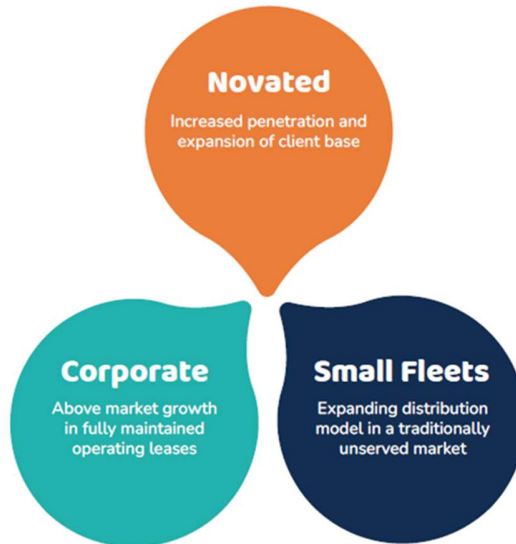 Novated
Increased penetration and
expansion of client base
Corporate
Above market growth
in fully maintained
operating leases
Small Fleets
Expanding distribution
model in a traditionally
unserved market